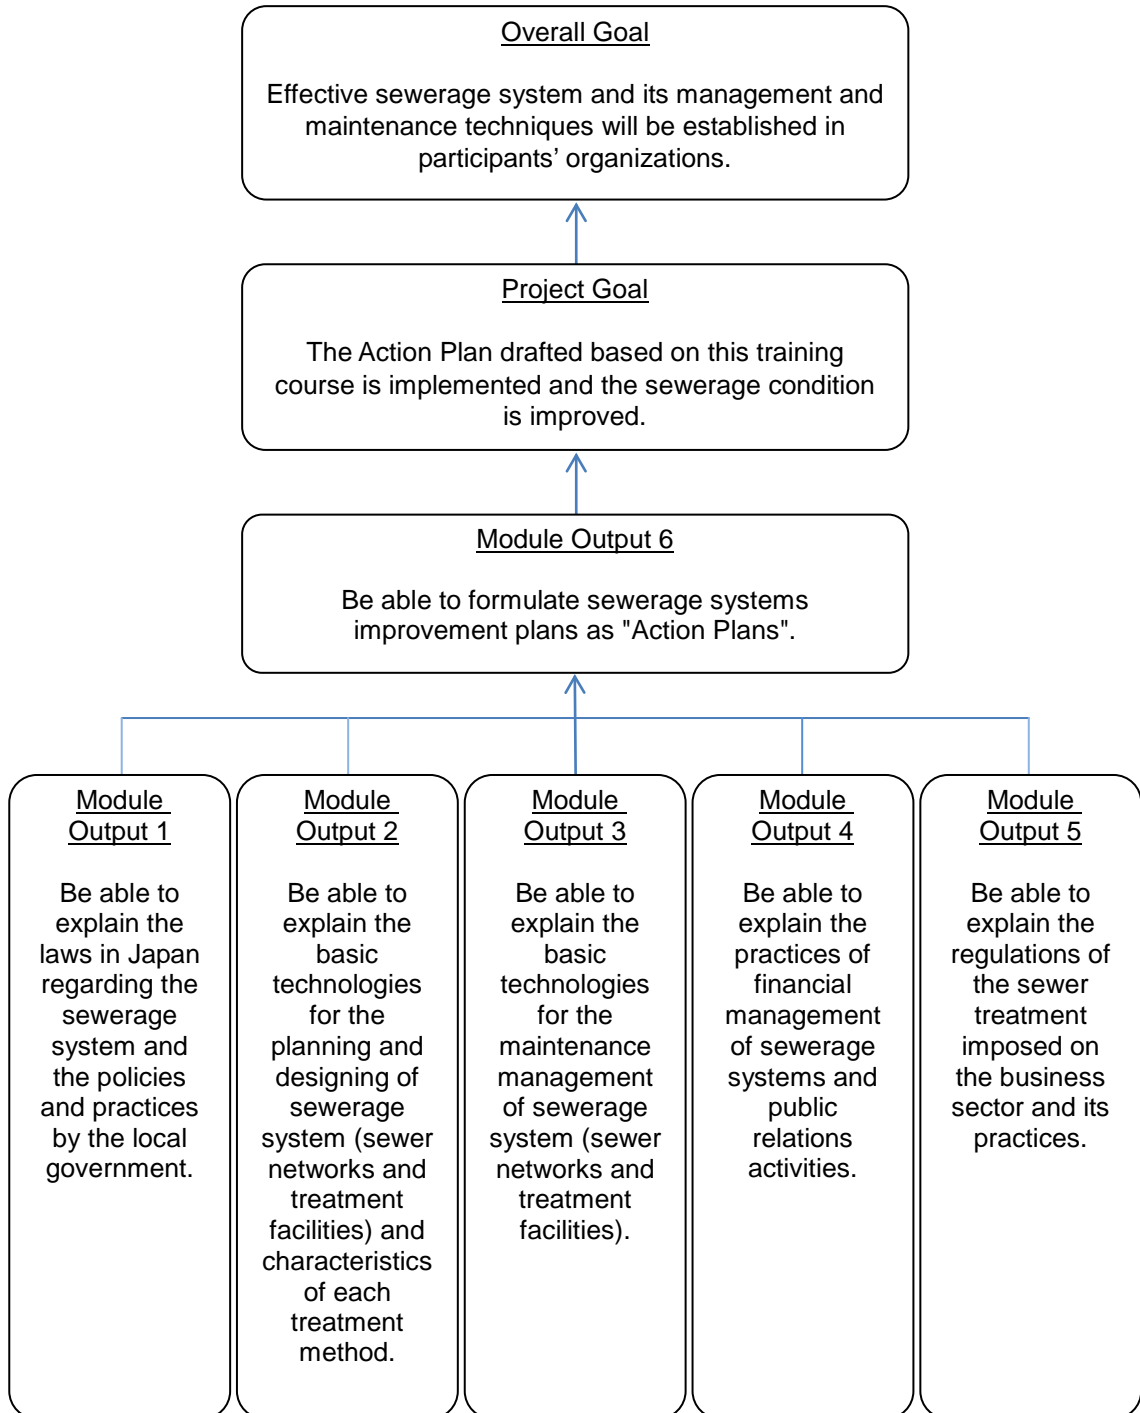 Overall Goal
Effective sewerage system and its management and
maintenance techniques will be established in
participants’ organizations.
Project Goal
The Action Plan drafted based on this training
course is implemented and the sewerage condition
is improved.
Module Output 6
Be able to formulate sewerage systems
improvement plans as "Action Plans".
Module
Output 1
Be able to
explain the
laws in Japan
regarding the
sewerage
system and
the policies
and practices
by the local
government.
Module
Output 2
Be able to
explain the
basic
technologies
for the
planning and
designing of
sewerage
system (sewer
networks and
treatment
facilities) and
characteristics
of each
treatment
method.
Module
Output 3
Be able to
explain the
basic
technologies
for the
maintenance
management
of sewerage
system (sewer
networks and
treatment
facilities).
Module
Output 4
Be able to
explain the
practices of
financial
management
of sewerage
systems and
public
relations
activities.
Module
Output 5
Be able to
explain the
regulations of
the sewer
treatment
imposed on
the business
sector and its
practices.